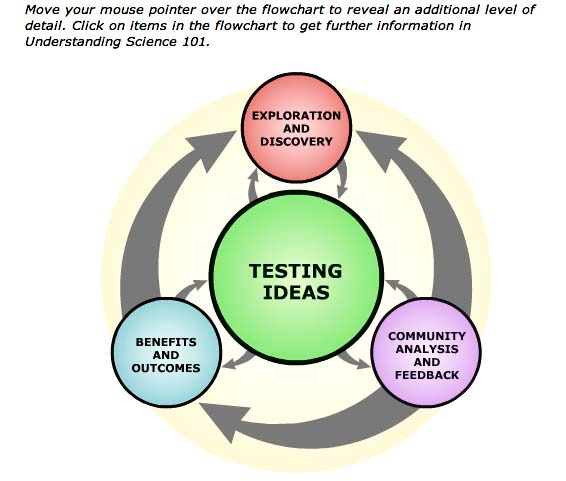 Move your mouse pointer over the flowchart to reveal an additional level of
detail. Click on items in the flowchart to get further information in
Understanding Science 101.
EXPLORATION
AND
DISCOVERY
TESTING
IDEAS
BENEFITS
AND
OUTCOMES
COMMUNITY
ANALYSIS
AND
FEEDBACK